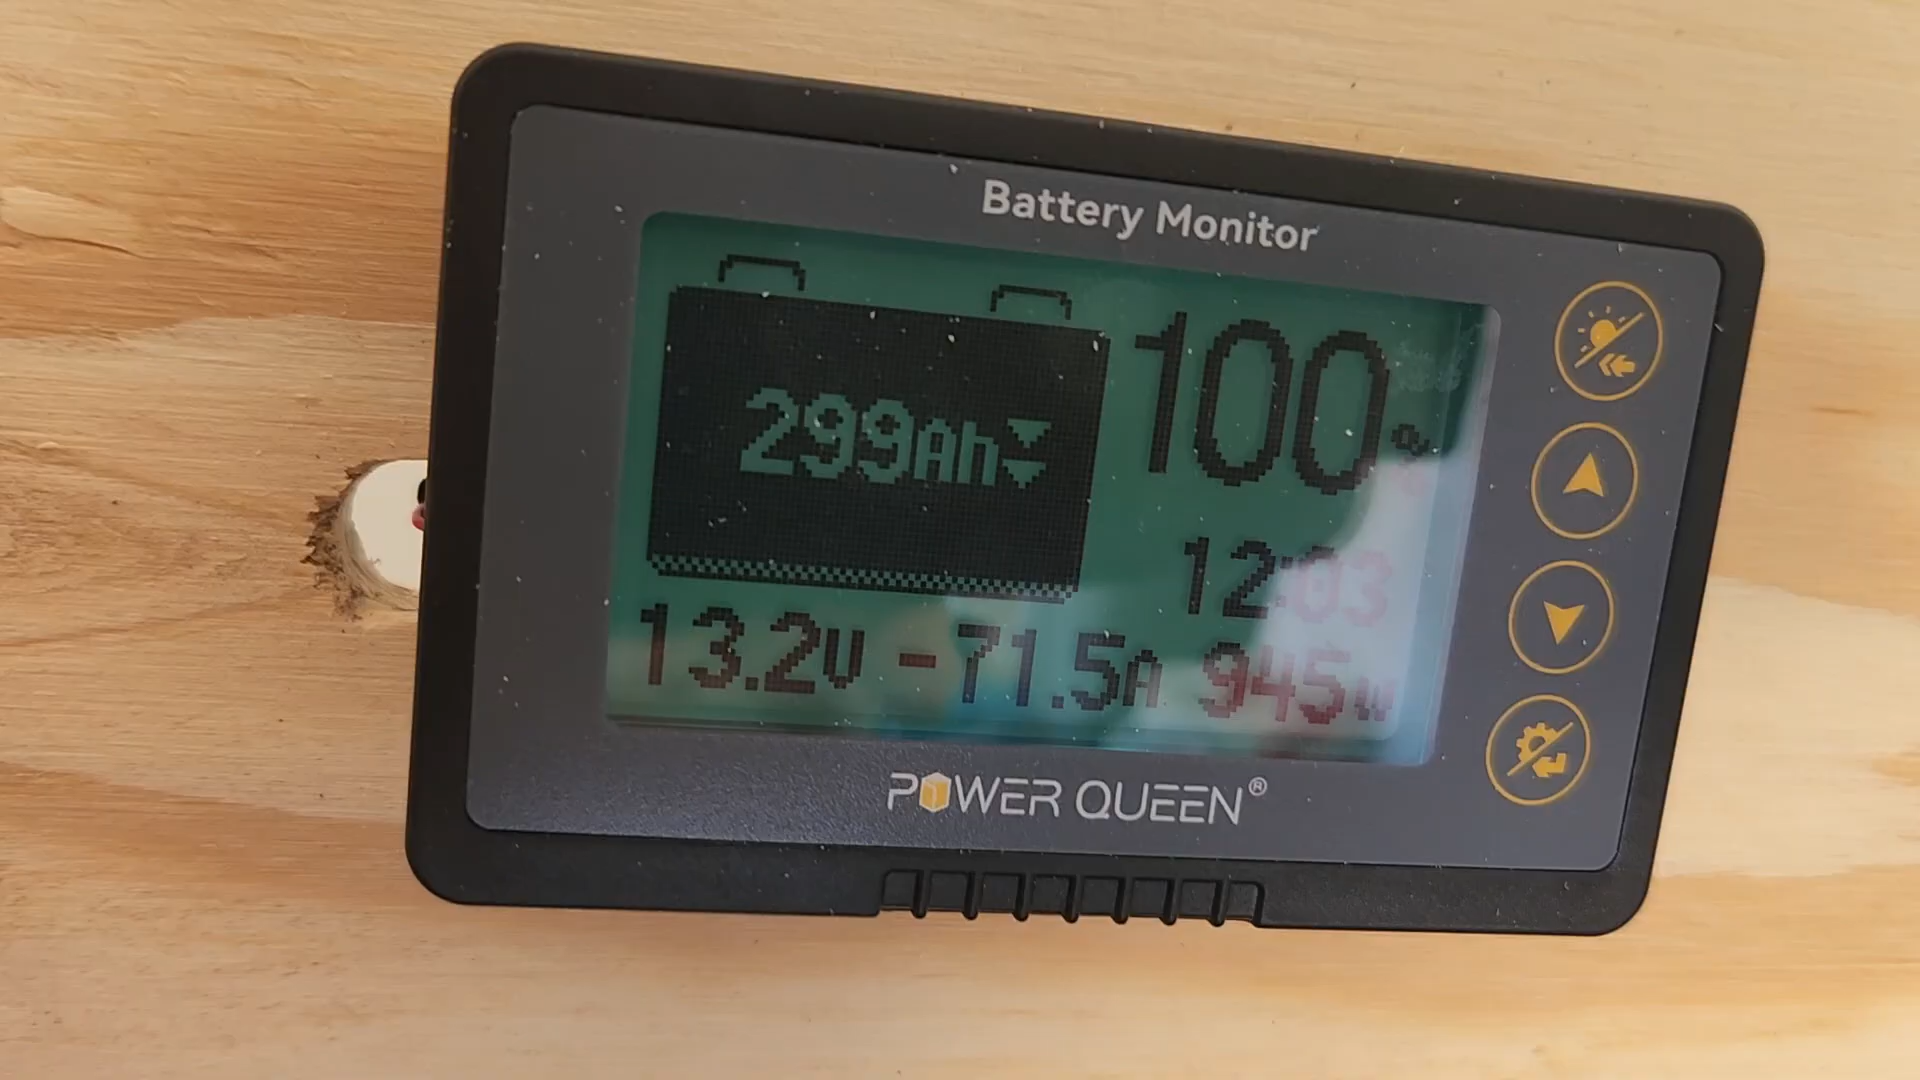 Battery Monitor
299Ah
100%
12:03
13.2V -71.5A 945W
POWER QUEEN®